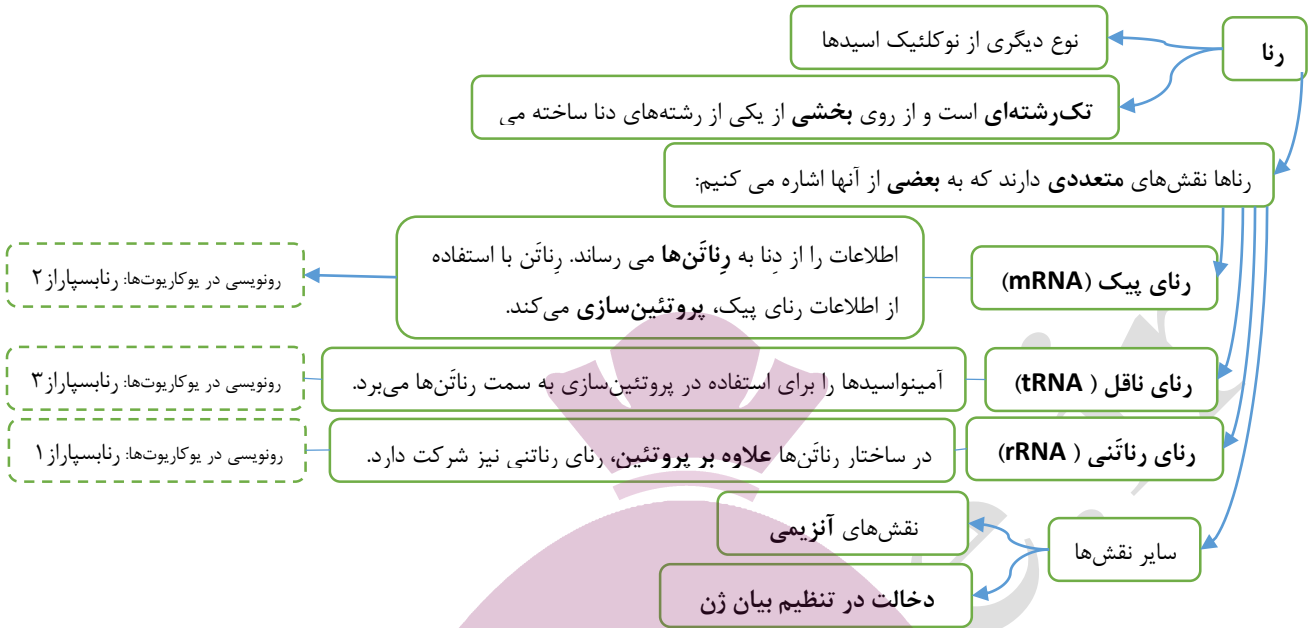 رنا
نوع دیگری از نوکلئیک اسیدها
تک‌رشته‌ای است و از روی بخشی از یکی از رشته‌های دنا ساخته می
رناها نقش‌های متعددی دارند که به بعضی از آنها اشاره می کنیم:
رنای پیک (mRNA)
اطلاعات را از دِنا به رِناتَن‌ها می رساند. رِناتَن با استفاده
از اطلاعات رنای پیک، پروتئین‌سازی می‌کند.
رونویسی در یوکاریوت‌ها: رنابسپاراز ۲
رنای ناقل ( tRNA)
آمینواسیدها را برای استفاده در پروتئین‌سازی به سمت رناتَن‌ها می‌برد.
رونویسی در یوکاریوت‌ها: رنابسپاراز ۳
رنای رناتَنی ( rRNA)
در ساختار رناتَن‌ها علاوه بر پروتئین، رنای رناتنی نیز شرکت دارد.
رونویسی در یوکاریوت‌ها: رنابسپاراز ۱
سایر نقش‌ها
نقش‌های آنزیمی
دخالت در تنظیم بیان ژن